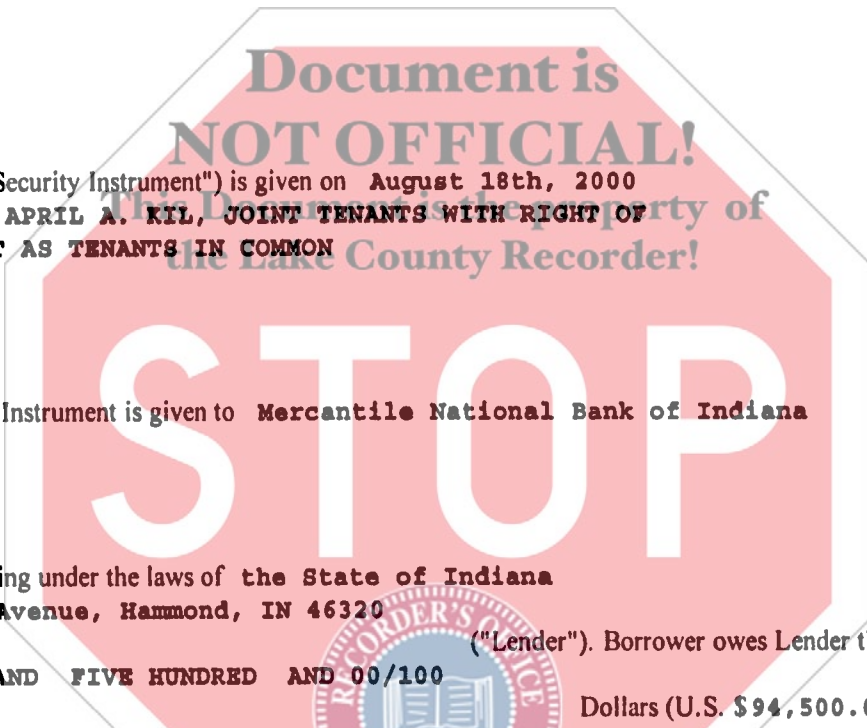 Document is
NOT OFFICIAL!
Security Instrument") is given on August 18th, 2000
This Document is the property of
APRIL A. KIL, JOINT TENANTS WITH RIGHT OF
AS TENANTS IN COMMON
the Lake County Recorder!
STOP
Instrument is given to Mercantile National Bank of Indiana
ing under the laws of the State of Indiana
Avenue, Hammond, IN 46320
("Lender"). Borrower owes Lender t
AND FIVE HUNDRED AND 00/100
RECORDER'S OFFICE
Dollars (U.S. $94,500.